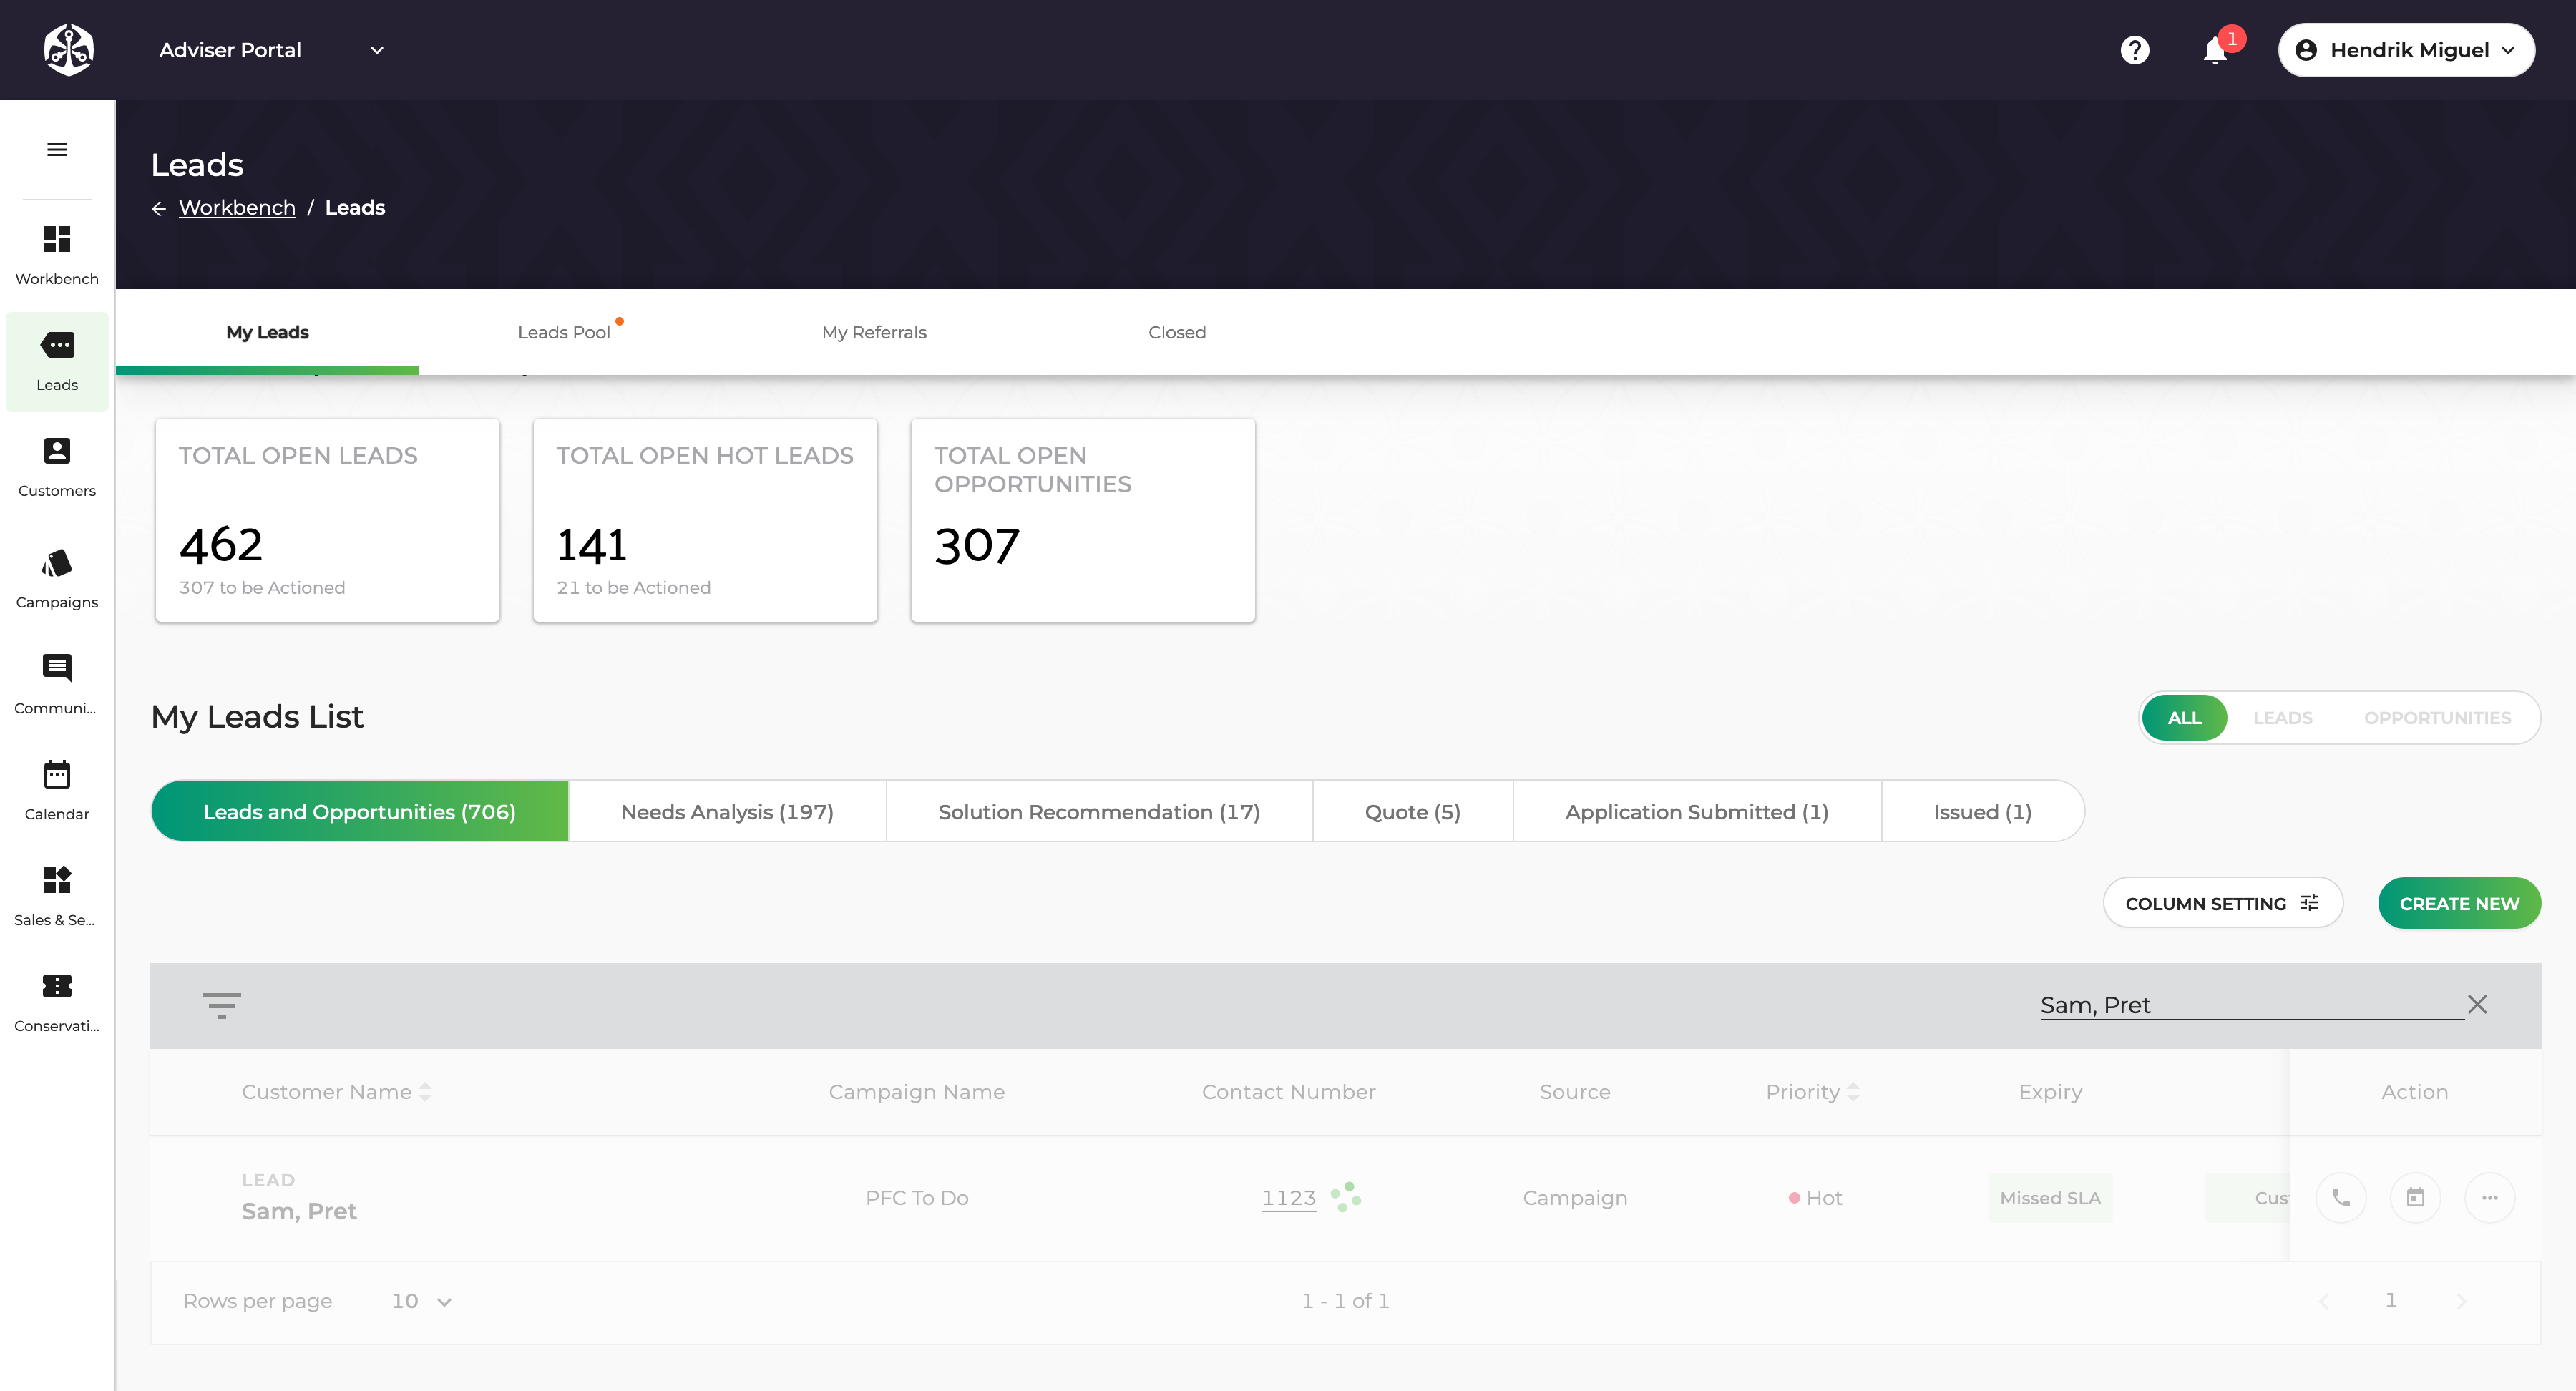 Adviser Portal
1
Hendrik Miguel
Leads
Workbench / Leads
Workbench
Leads
Customers
Campaigns
Communi...
Calendar
Sales & Se...
Conservati...
My Leads
Leads Pool
My Referrals
Closed
TOTAL OPEN LEADS
462
307 to be Actioned
TOTAL OPEN HOT LEADS
141
21 to be Actioned
TOTAL OPEN
OPPORTUNITIES
307
My Leads List
ALL
LEADS
OPPORTUNITIES
Leads and Opportunities (706)
Needs Analysis (197)
Solution Recommendation (17)
Quote (5)
Application Submitted (1)
Issued (1)
COLUMN SETTING
CREATE NEW
Sam, Pret
Customer Name
Campaign Name
Contact Number
Source
Priority
Expiry
Action
LEAD
Sam, Pret
PFC To Do
1123
Campaign
Hot
Missed SLA
Rows per page
10
1 - 1 of 1
1